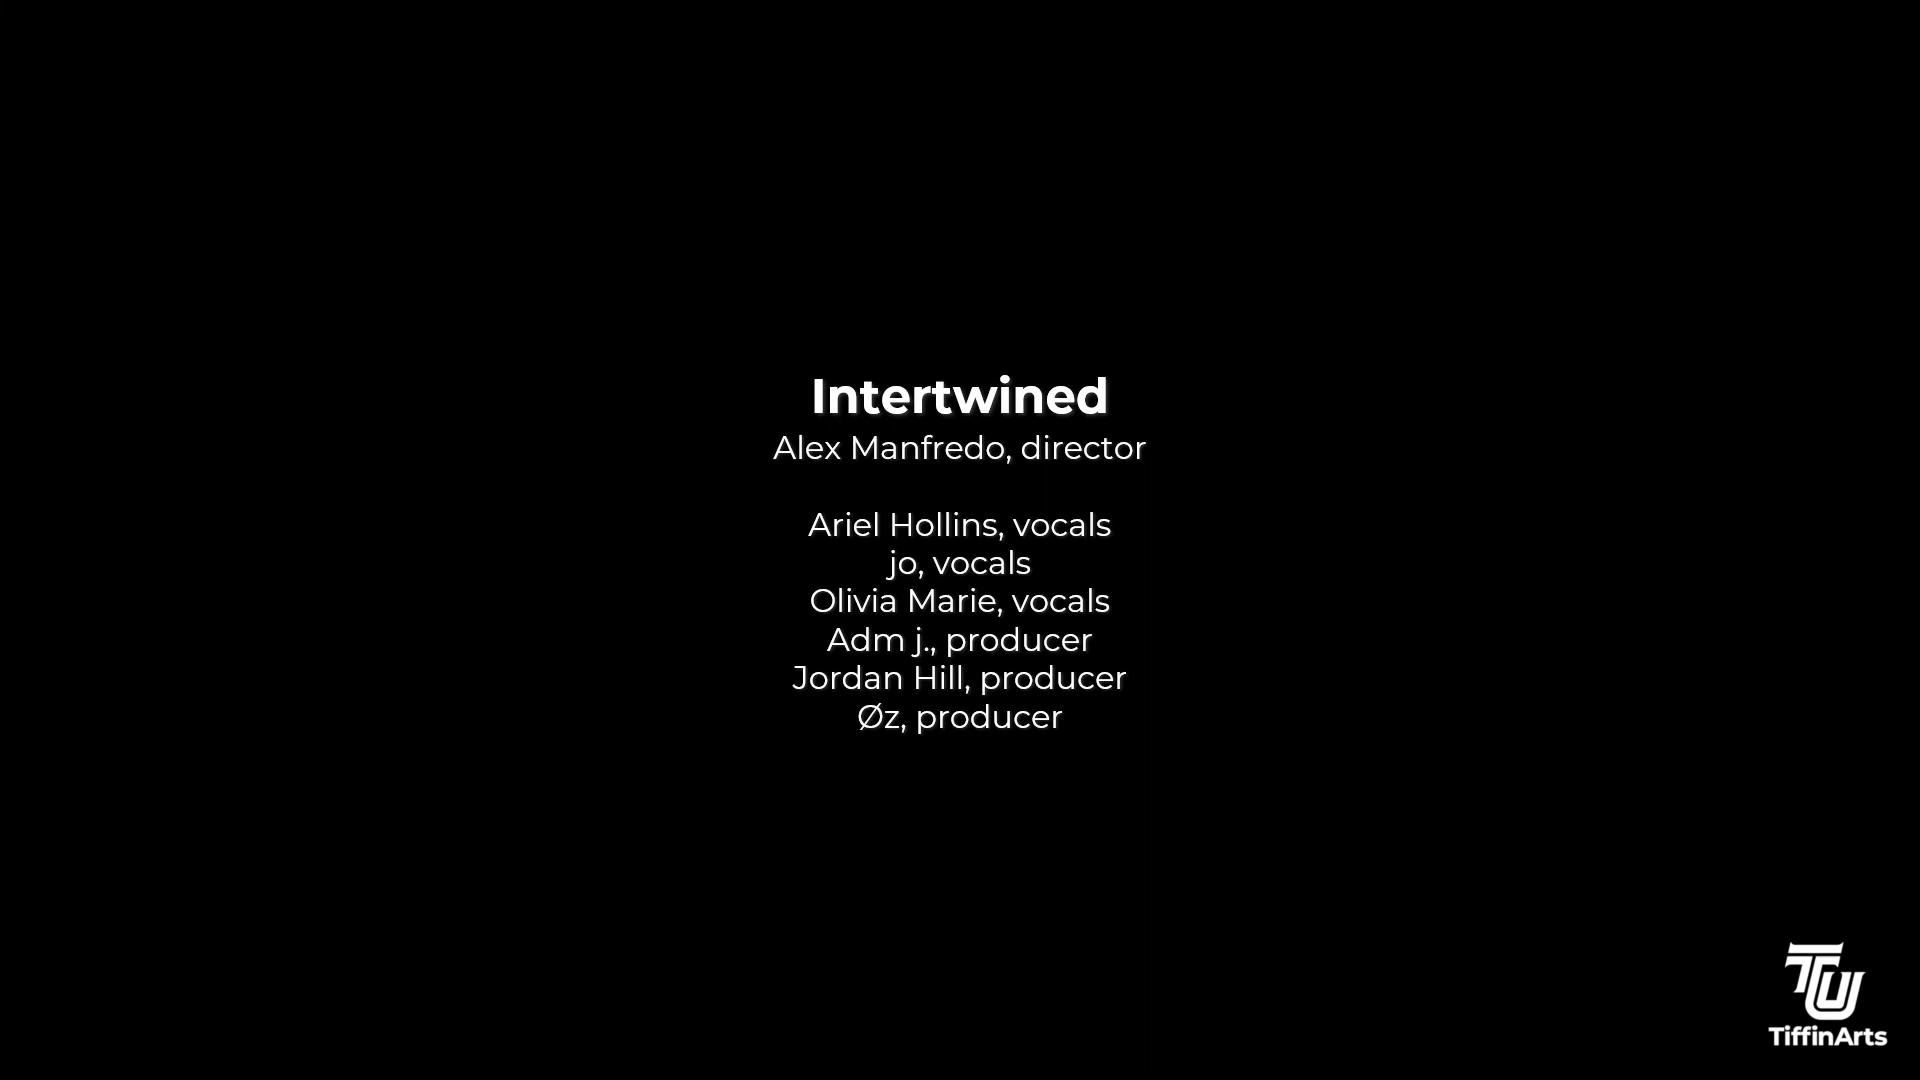 Intertwined
Alex Manfredo, director
Ariel Hollins, vocals
jo, vocals
Olivia Marie, vocals
Adm j., producer
Jordan Hill, producer
Øz, producer
TU
TiffinArts